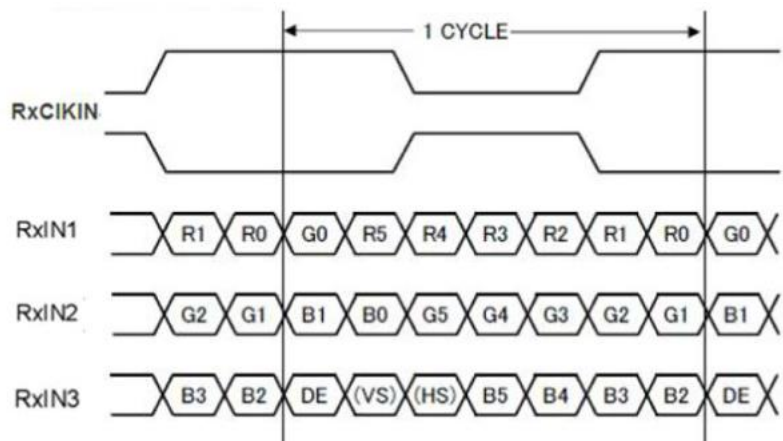 1 CYCLE
RxCIKIN
RxIN1 R1 R0 G0 R5 R4 R3 R2 R1 R0 G0
RxIN2 G2 G1 B1 B0 G5 G4 G3 G2 G1 B1
RxIN3 B3 B2 DE (VS) (HS) B5 B4 B3 B2 DE